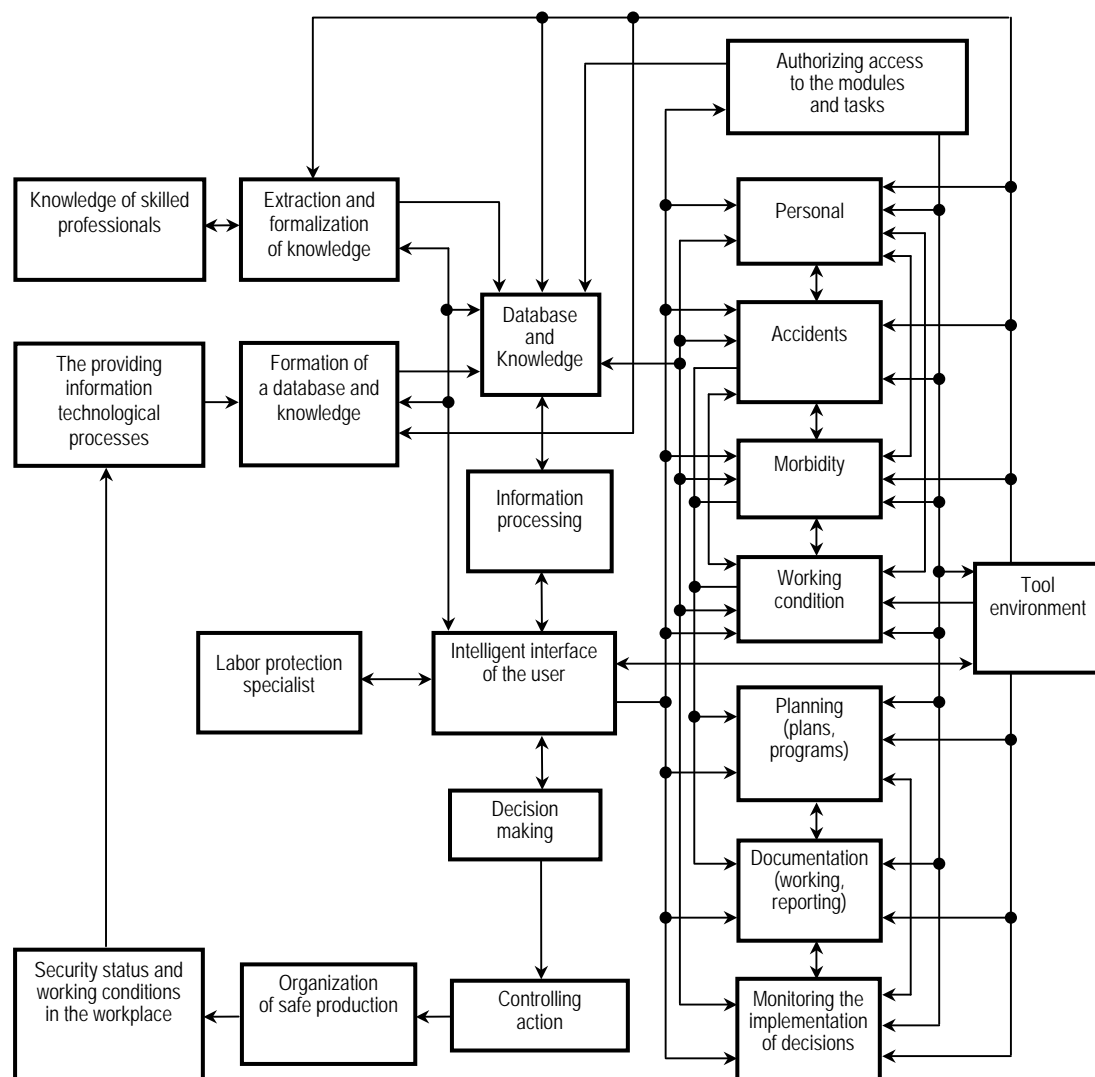 Authorizing access
to the modules
and tasks
Knowledge of skilled
professionals
Extraction and
formalization
of knowledge
Personal
Database
and
Knowledge
Accidents
The providing
information
technological
processes
Formation of
a database and
knowledge
Morbidity
Information
processing
Working
condition
Tool
environment
Labor protection
specialist
Intelligent interface
of the user
Planning
(plans,
programs)
Decision
making
Documentation
(working,
reporting)
Security status and
working conditions
in the workplace
Organization
of safe production
Controlling
action
Monitoring the
implementation
of decisions